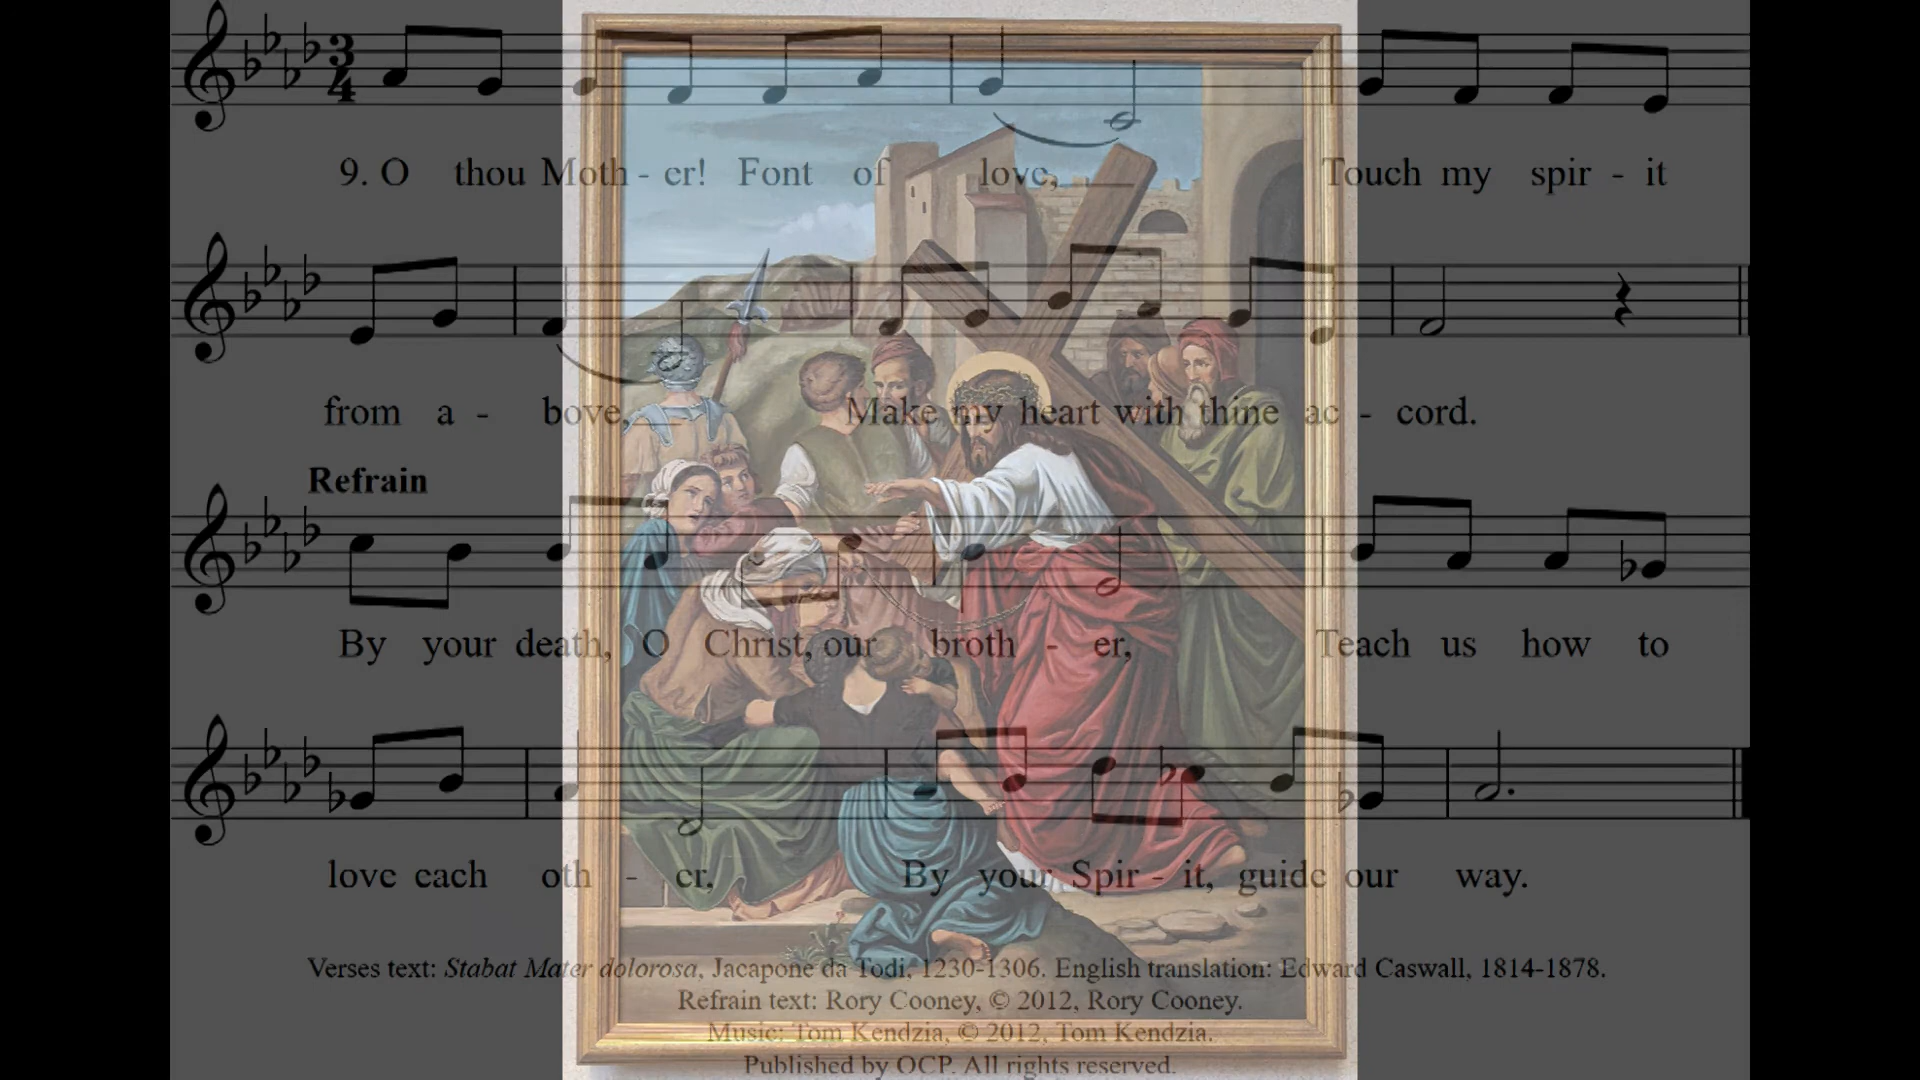 9. O thou Moth - er! Font of love, Touch my spir - it
from a - bove, Make my heart with thine ac - cord.
Refrain
By your death, O Christ, our broth - er, Teach us how to
love each oth - er, By your Spir - it, guide our way.
Verses text: Stabat Mater dolorosa, Jacapone da Todi, 1230-1306. English translation: Edward Caswall, 1814-1878.
Refrain text: Rory Cooney, © 2012, Rory Cooney.
Music: Tom Kendzia, © 2012, Tom Kendzia.
Published by OCP. All rights reserved.